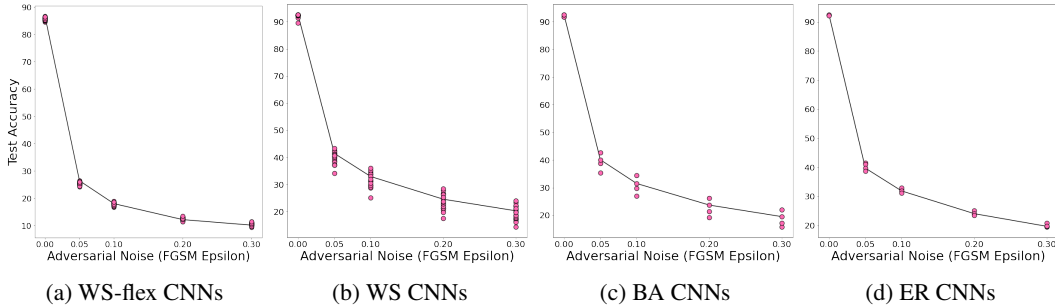 90
80
70
60
50
40
30
20
10
Test Accuracy
0.00 0.05 0.10 0.20 0.30
Adversarial Noise (FGSM Epsilon)
(a) WS-flex CNNs
90
80
70
60
50
40
30
20
0.00 0.05 0.10 0.20 0.30
Adversarial Noise (FGSM Epsilon)
(b) WS CNNs
90
80
70
60
50
40
30
20
0.00 0.05 0.10 0.20 0.30
Adversarial Noise (FGSM Epsilon)
(c) BA CNNs
90
80
70
60
50
40
30
20
0.00 0.05 0.10 0.20 0.30
Adversarial Noise (FGSM Epsilon)
(d) ER CNNs